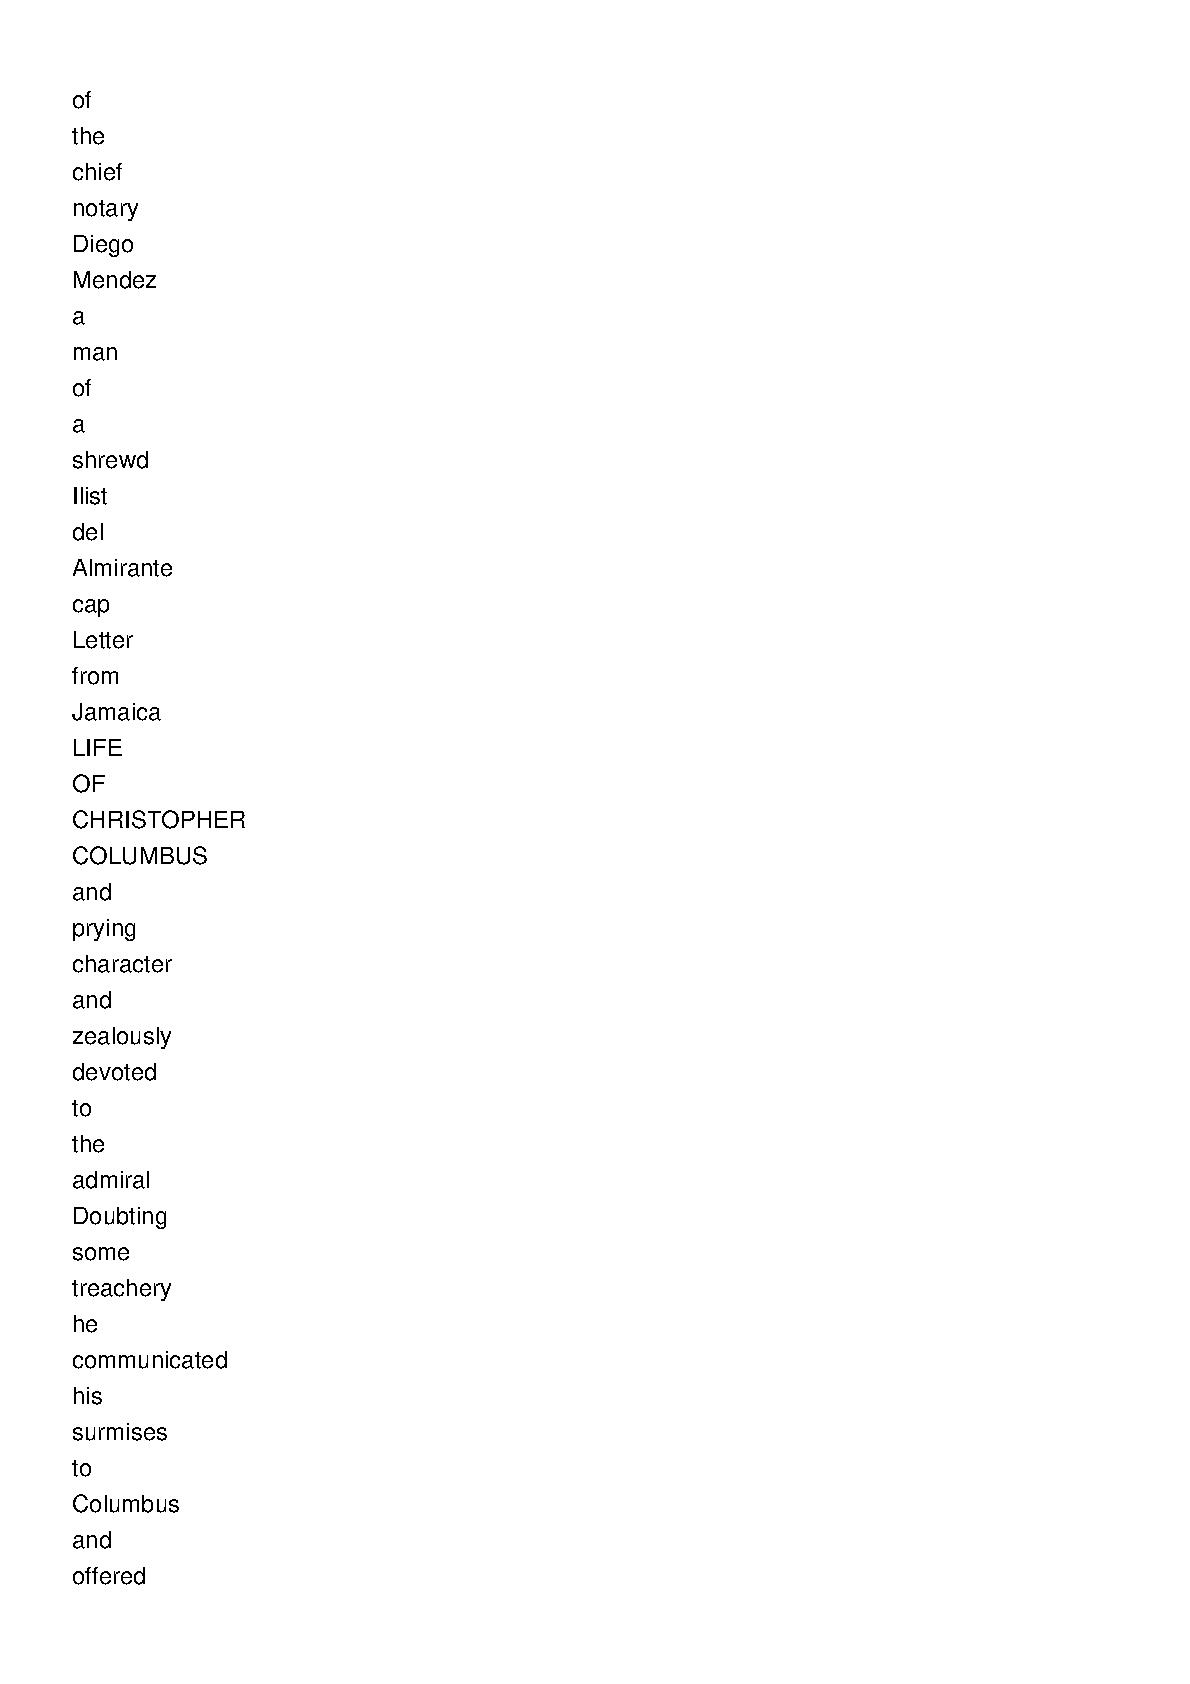 of
the
chief
notary
Diego
Mendez
a
man
of
a
shrewd
Ilist
del
Almirante
cap
Letter
from
Jamaica
LIFE
OF
CHRISTOPHER
COLUMBUS
and
prying
character
and
zealously
devoted
to
the
admiral
Doubting
some
treachery
he
communicated
his
surmises
to
Columbus
and
offered